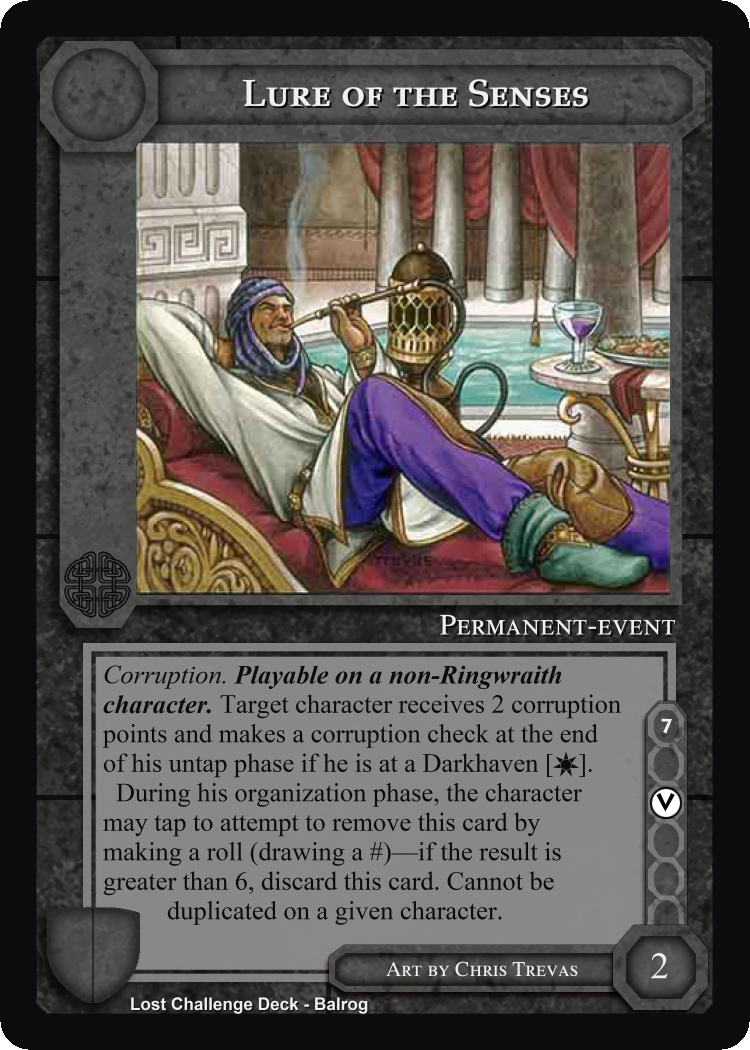 LURE OF THE SENSES
TREVAS
PERMANENT-EVENT
Corruption. Playable on a non-Ringwraith
character. Target character receives 2 corruption
points and makes a corruption check at the end
of his untap phase if he is at a Darkhaven [☀].
During his organization phase, the character
may tap to attempt to remove this card by
making a roll (drawing a #)—if the result is
greater than 6, discard this card. Cannot be
duplicated on a given character.
7
V
ART BY CHRIS TREVAS
2
Lost Challenge Deck - Balrog